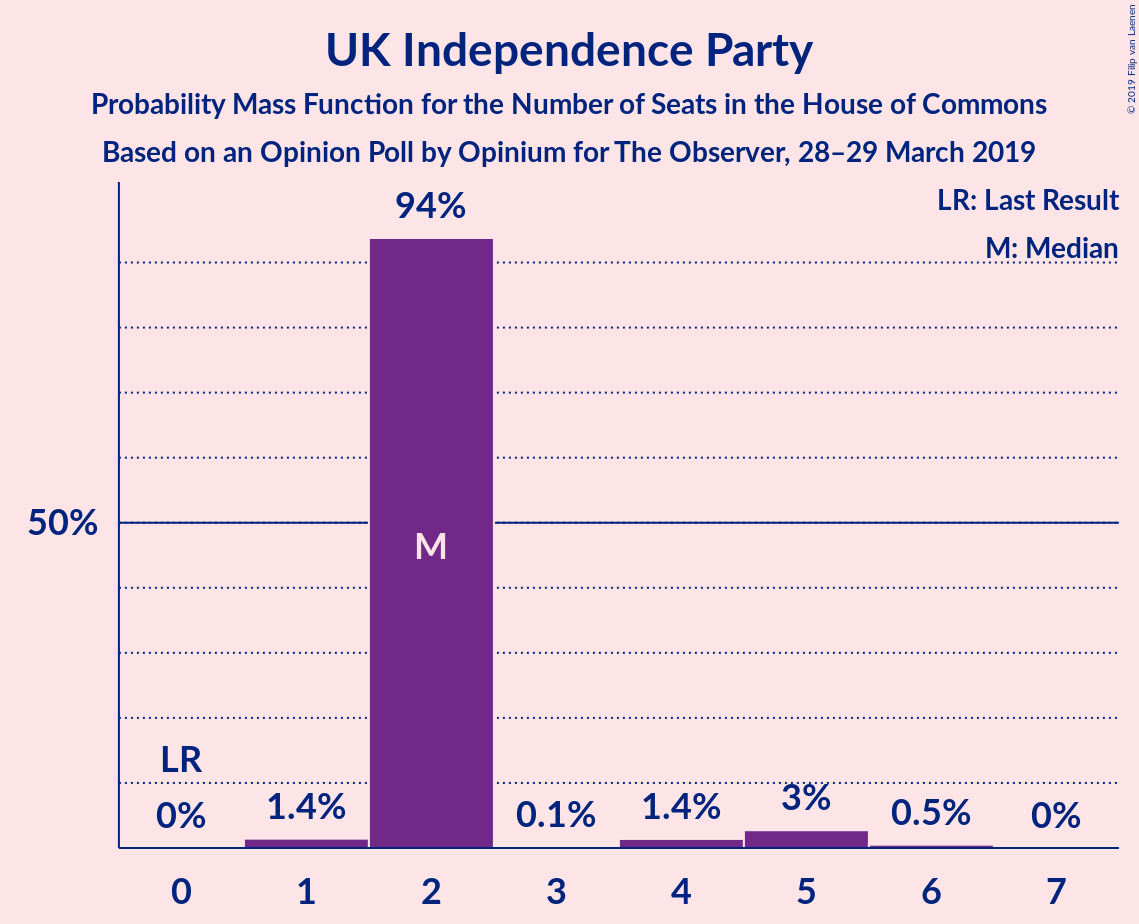 UK Independence Party
Probability Mass Function for the Number of Seats in the House of Commons
Based on an Opinion Poll by Opinium for The Observer, 28–29 March 2019
© 2019 Filip van Laenen
LR: Last Result
M: Median
94%
50%
M
LR
0%
1.4%
0.1%
1.4%
3%
0.5%
0%
0 1 2 3 4 5 6 7